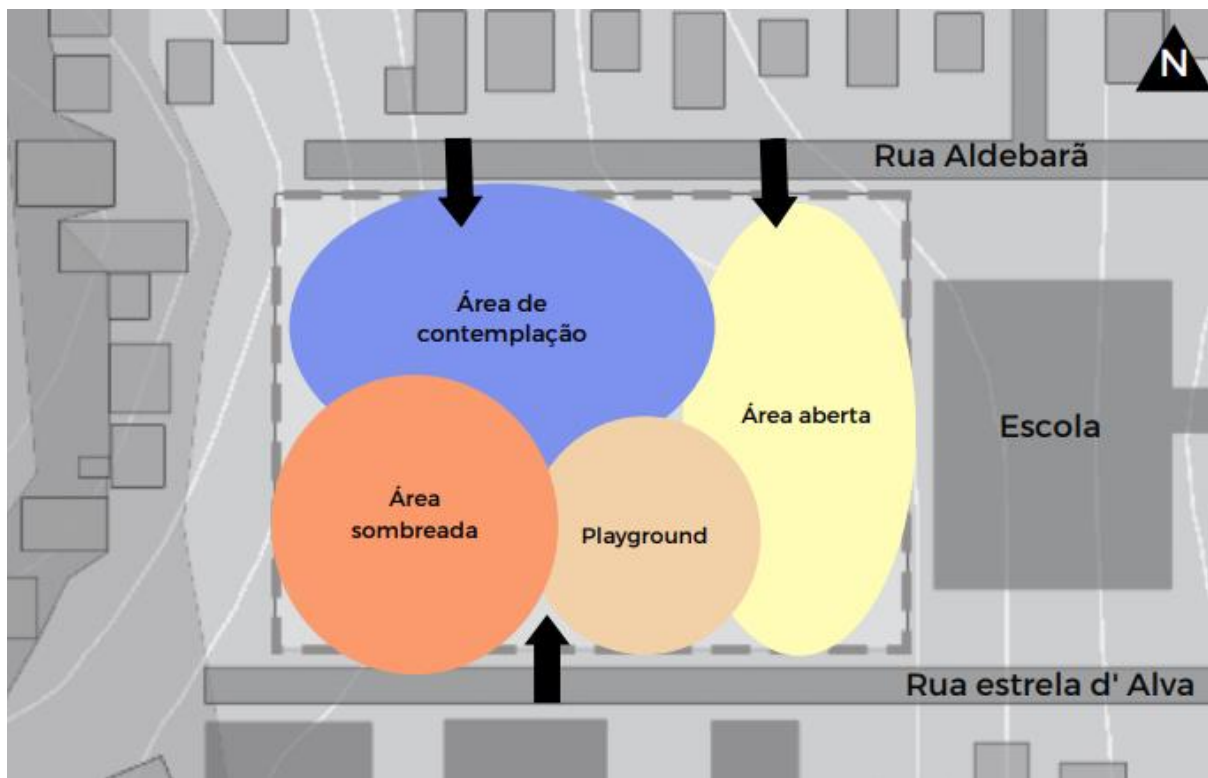 N
Rua Aldebarã
Área de
contemplação
Área aberta
Escola
Área
sombreada
Playground
Rua estrela d' Alva